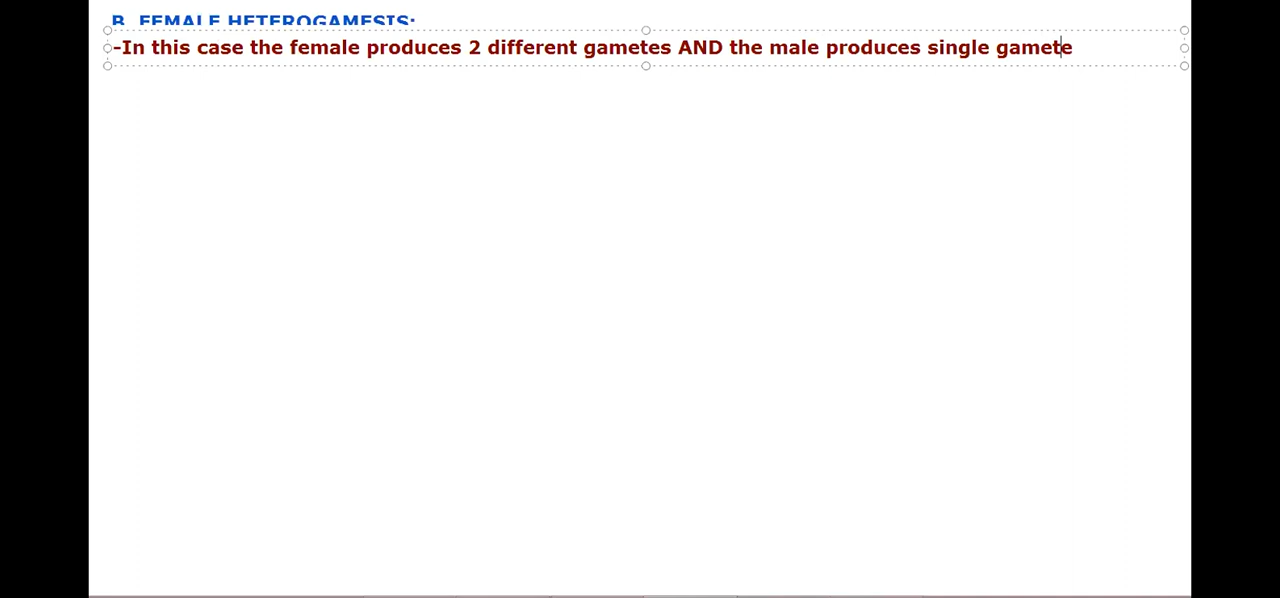 B. FEMALE HETEROGAMESIS:
-In this case the female produces 2 different gametes AND the male produces single gamete